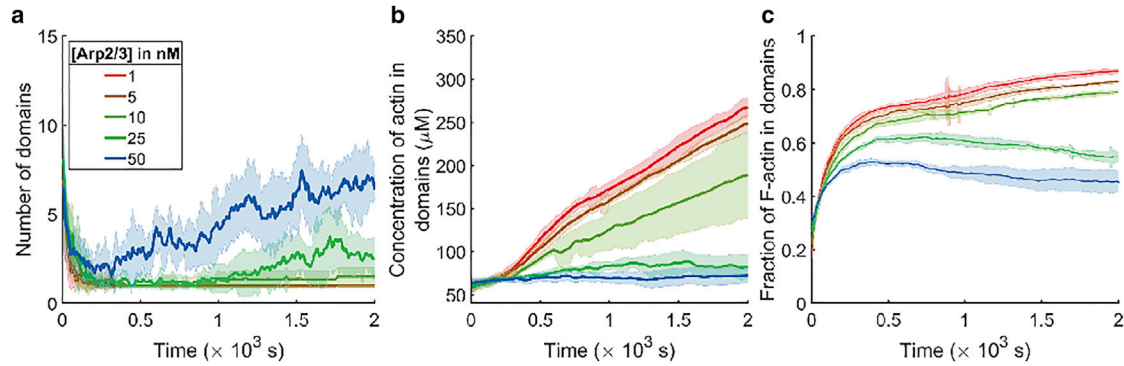 a
15
10
5
0
Number of domains
[Arp2/3] in nM
1
5
10
25
50
0 0.5 1 1.5 2
Time (× 10³ s)
b
350
300
250
200
150
100
50
Concentration of actin in
domains (μM)
0 0.5 1 1.5 2
Time (× 10³ s)
c
1
0.8
0.6
0.4
0.2
0
Fraction of F-actin in domains
0 0.5 1 1.5 2
Time (× 10³ s)